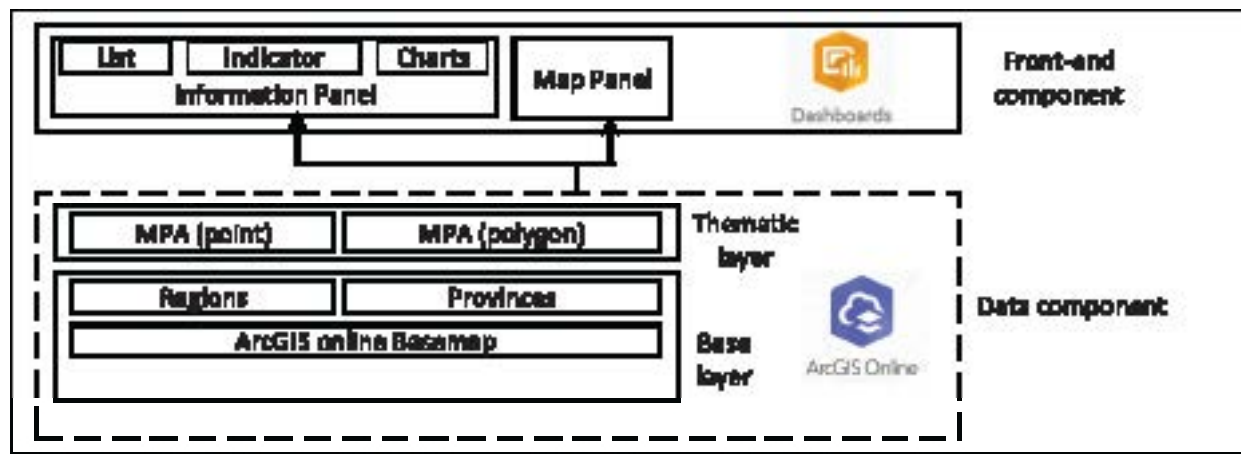 List
Indicator
Charts
Information Panel
Map Panel
Dashboards
Front-end
component
MPA (point)
MPA (polygon)
Thematic
layer
Regions
Provinces
ArcGIS online Basemap
Base
layer
ArcGIS Online
Data component